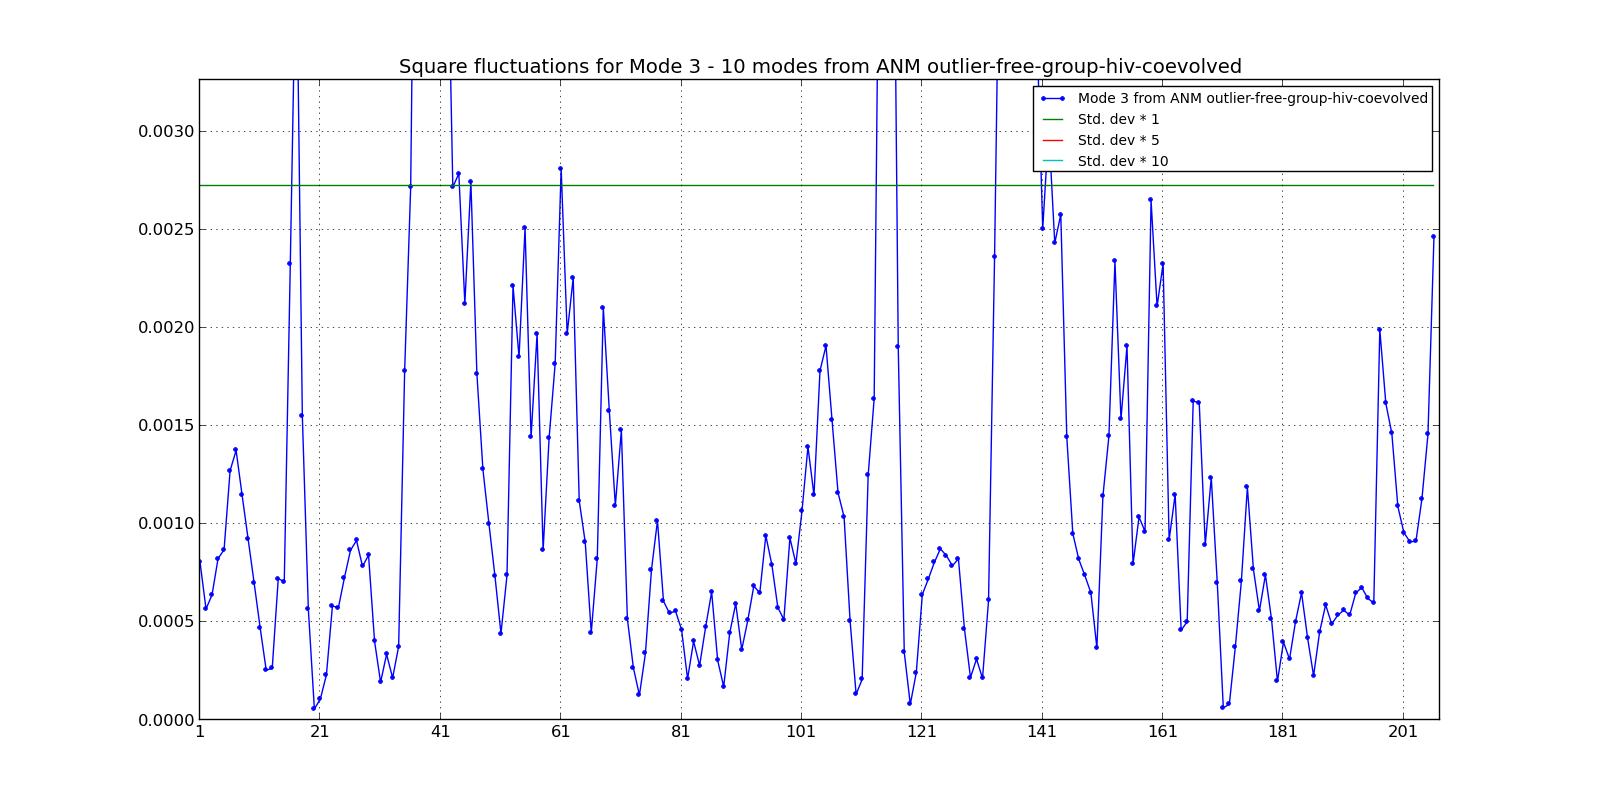 Square fluctuations for Mode 3 - 10 modes from ANM outlier-free-group-hiv-coevolved
Mode 3 from ANM outlier-free-group-hiv-coevolved
Std. dev * 1
Std. dev * 5
Std. dev * 10
0.0030
0.0025
0.0020
0.0015
0.0010
0.0005
0.0000
1 21 41 61 81 101 121 141 161 181 201